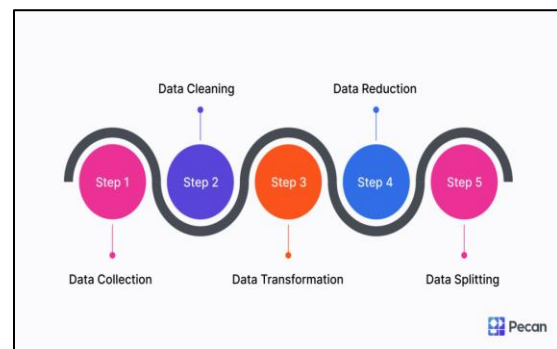 Data Cleaning
Data Reduction
Step 1
Step 2
Step 3
Step 4
Step 5
Data Collection
Data Transformation
Data Splitting
Pecan